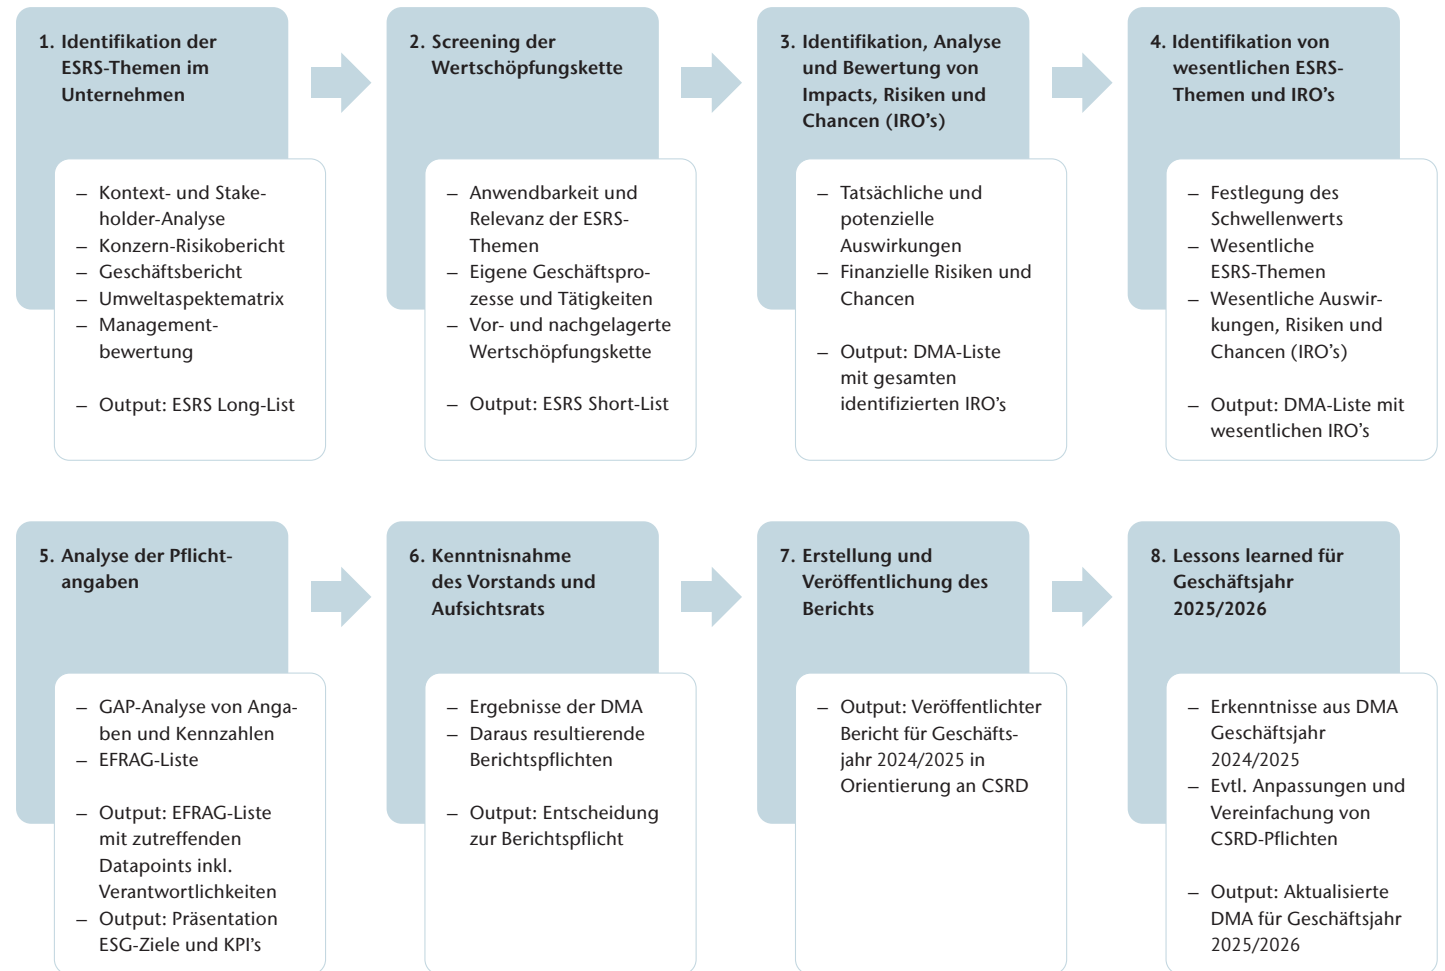 1. Identifikation der
ESRS-Themen im
Unternehmen
– Kontext- und Stake-
holder-Analyse
– Konzern-Risikobericht
– Geschäftsbericht
– Umweltaspektematrix
– Management-
bewertung
– Output: ESRS Long-List
2. Screening der
Wertschöpfungskette
– Anwendbarkeit und
Relevanz der ESRS-
Themen
– Eigene Geschäftspro-
zesse und Tätigkeiten
– Vor- und nachgelagerte
Wertschöpfungskette
– Output: ESRS Short-List
3. Identifikation, Analyse
und Bewertung von
Impacts, Risiken und
Chancen (IRO’s)
– Tatsächliche und
potenzielle
Auswirkungen
– Finanzielle Risiken und
Chancen
– Output: DMA-Liste
mit gesamten
identifizierten IRO’s
4. Identifikation von
wesentlichen ESRS-
Themen und IRO’s
– Festlegung des
Schwellenwerts
– Wesentliche
ESRS-Themen
– Wesentliche Auswir-
kungen, Risiken und
Chancen (IRO’s)
– Output: DMA-Liste mit
wesentlichen IRO’s
5. Analyse der Pflicht-
angaben
– GAP-Analyse von Anga-
ben und Kennzahlen
– EFRAG-Liste
– Output: EFRAG-Liste
mit zutreffenden
Datapoints inkl.
Verantwortlichkeiten
– Output: Präsentation
ESG-Ziele und KPI’s
6. Kenntnisnahme
des Vorstands und
Aufsichtsrats
– Ergebnisse der DMA
– Daraus resultierende
Berichtspflichten
– Output: Entscheidung
zur Berichtspflicht
7. Erstellung und
Veröffentlichung des
Berichts
– Output: Veröffentlichter
Bericht für Geschäfts-
jahr 2024/2025 in
Orientierung an CSRD
8. Lessons learned für
Geschäftsjahr
2025/2026
– Erkenntnisse aus DMA
Geschäftsjahr
2024/2025
– Evtl. Anpassungen und
Vereinfachung von
CSRD-Pflichten
– Output: Aktualisierte
DMA für Geschäftsjahr
2025/2026